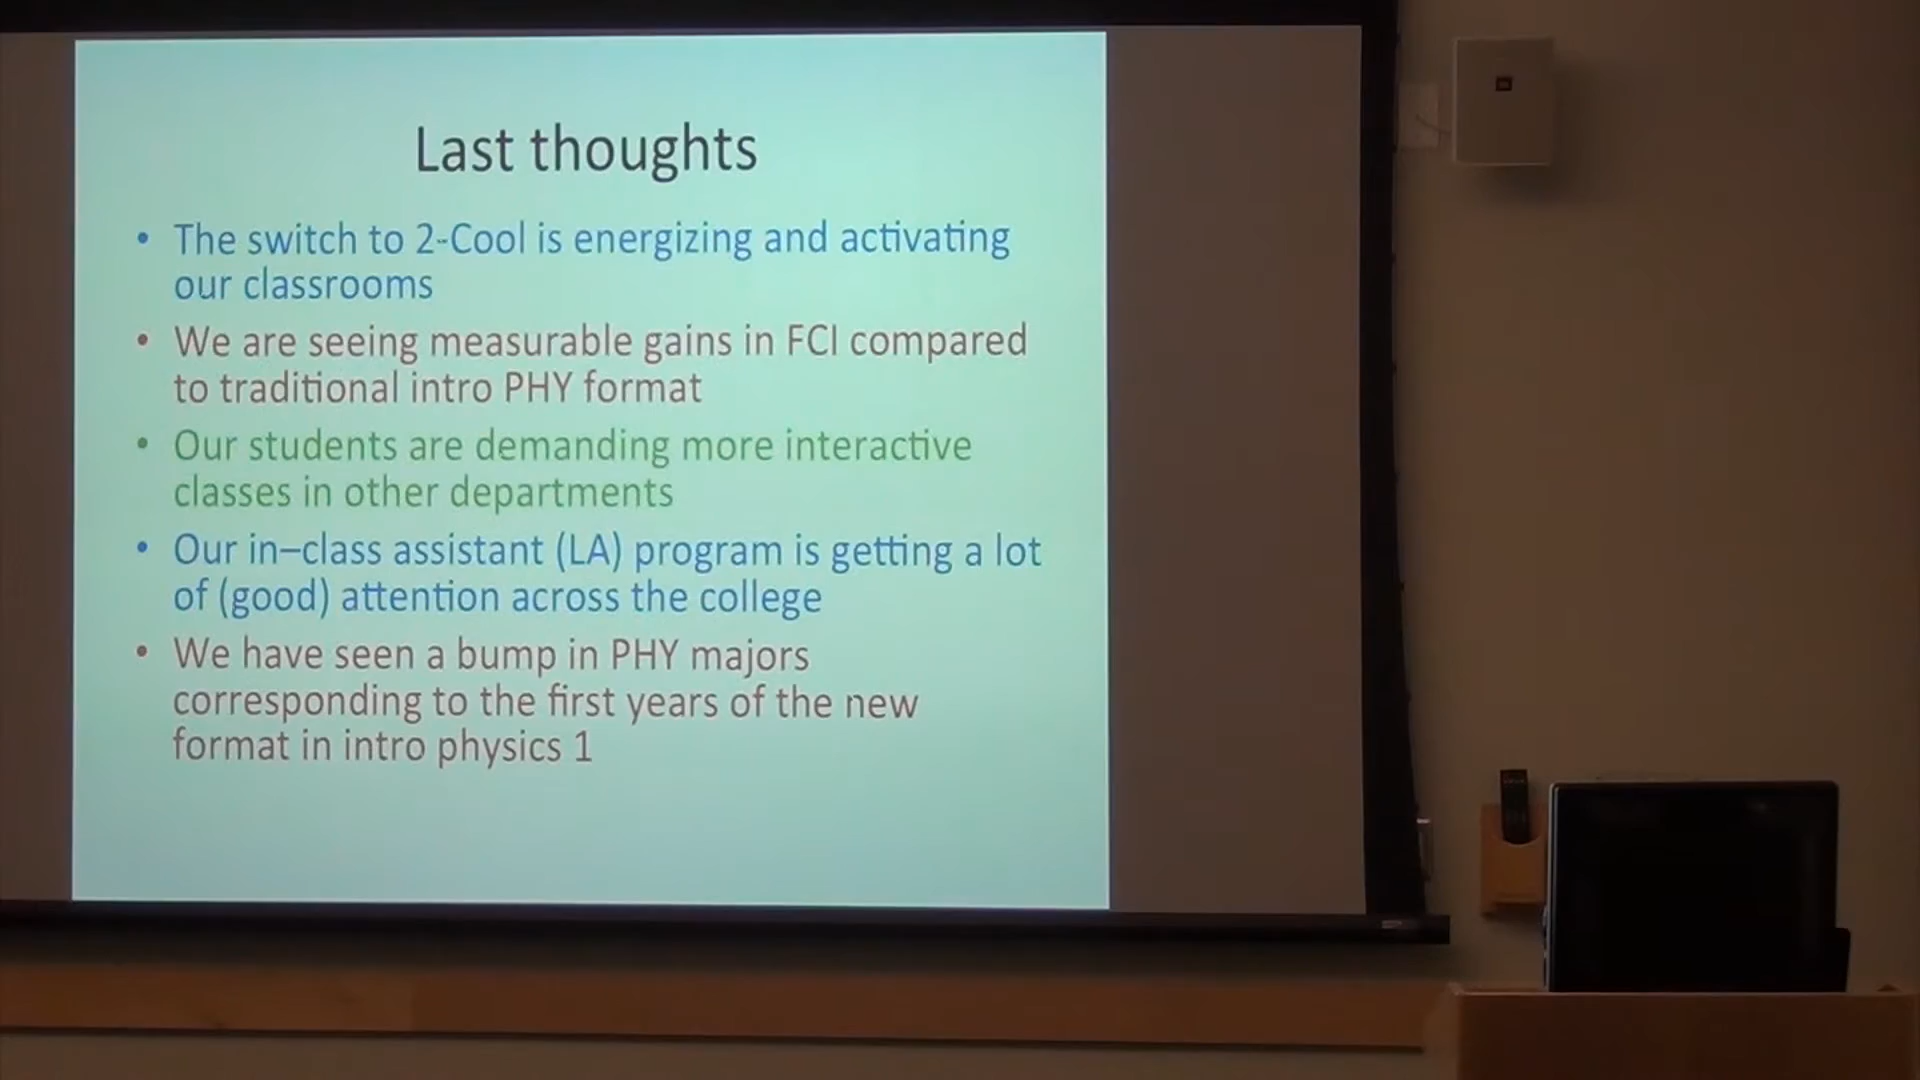 Last thoughts
• The switch to 2-Cool is energizing and activating
our classrooms
• We are seeing measurable gains in FCI compared
to traditional intro PHY format
• Our students are demanding more interactive
classes in other departments
• Our in–class assistant (LA) program is getting a lot
of (good) attention across the college
• We have seen a bump in PHY majors
corresponding to the first years of the new
format in intro physics 1